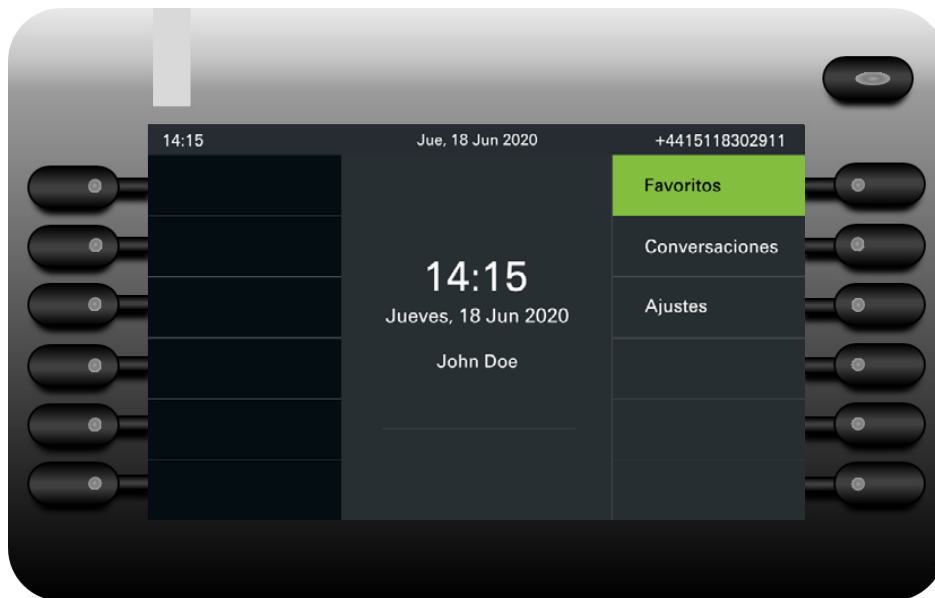 14:15 Jue, 18 Jun 2020 +4415118302911
Favoritos
Conversaciones
Ajustes
14:15
Jueves, 18 Jun 2020
John Doe